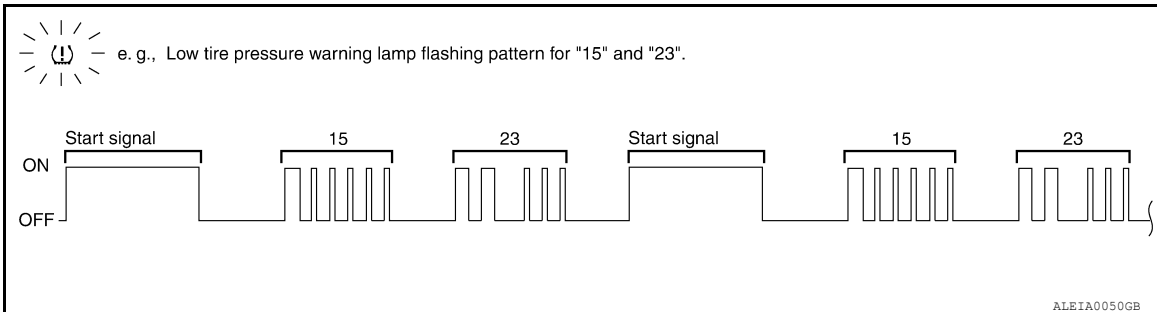 e. g., Low tire pressure warning lamp flashing pattern for "15" and "23".
Start signal 15 23 Start signal 15 23
ON
OFF
ALEIA0050GB